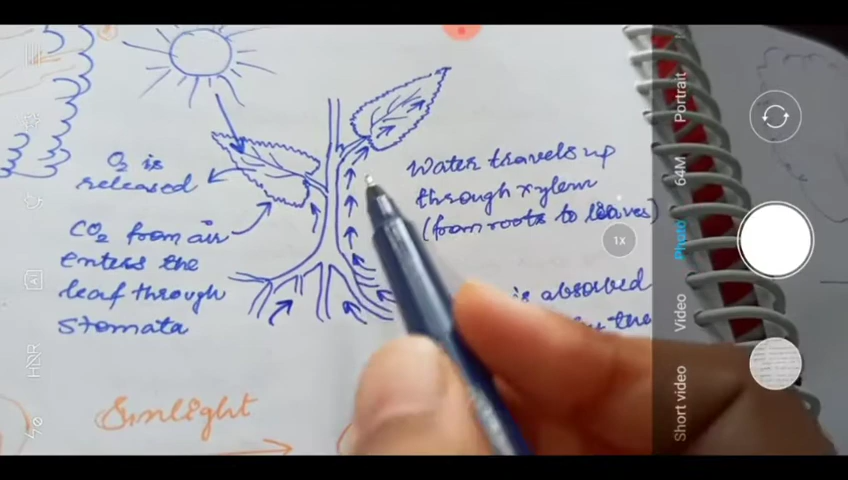 O₂ is
released
CO₂ from air
enters the
leaf through
stomata
Water travels up
through xylem
(from roots to leaves)
is absorbed
by the
Sunlight
Portrait
64M
Photo
Video
Short video
1X
HDR
A